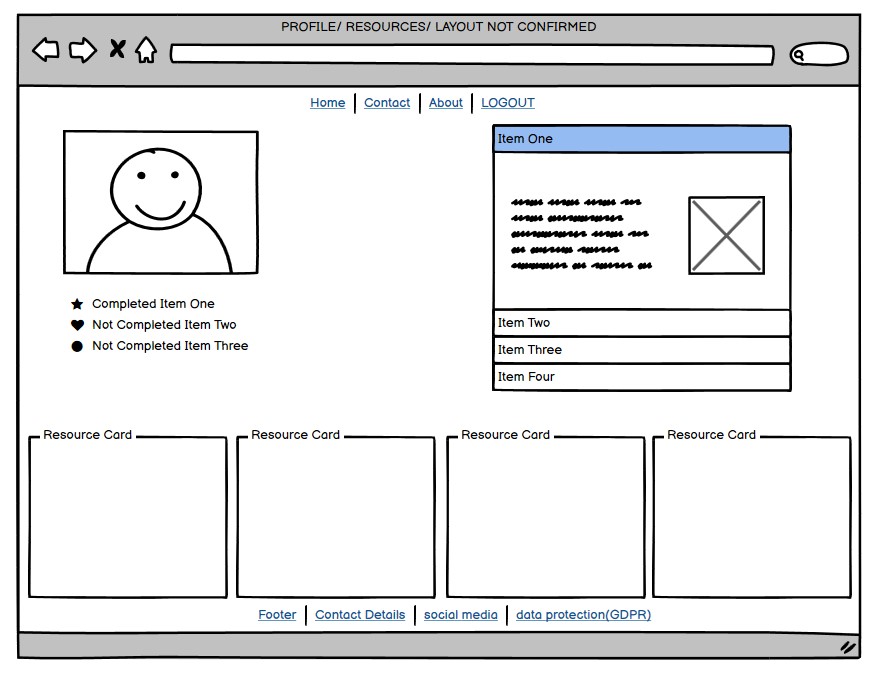 PROFILE/ RESOURCES/ LAYOUT NOT CONFIRMED
Home Contact About LOGOUT
Item One
Completed Item One
Not Completed Item Two
Not Completed Item Three
Item Two
Item Three
Item Four
Resource Card Resource Card Resource Card Resource Card
Footer Contact Details social media data protection(GDPR)